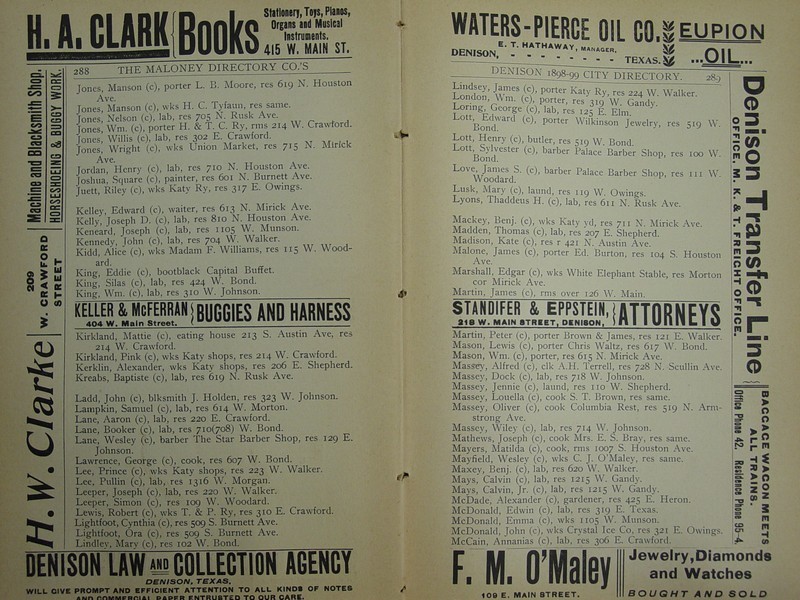 H. A. CLARK
Books
Stationery, Toys, Pianos,
Organs and Musical
Instruments.
415 W. MAIN ST.
288 THE MALONEY DIRECTORY CO.'S
Machine and Blacksmith Shop.
HORSESHOEING & BUGGY WORK.
209
W. CRAWFORD
STREET
H. W. Clarke
Jones, Manson (c), porter L. B. Moore, res 619 N. Houston
Ave.
Jones, Manson (c), wks H. C. Tyfaun, res same.
Jones, Nelson (c), lab, res 705 N. Rusk Ave.
Jones, Wm. (c), porter H. & T. C. Ry, rms 214 W. Crawford.
Jones, Willis (c), lab, res 302 E. Crawford.
Jones, Wright (c), wks Union Market, res 715 N. Mirick
Ave.
Jordan, Henry (c), lab, res 710 N. Houston Ave.
Joshua, Square (c), painter, res 601 N. Burnett Ave.
Juett, Riley (c), wks Katy Ry, res 317 E. Owings.
Kelley, Edward (c), waiter, res 613 N. Mirick Ave.
Kelly, Joseph D. (c), lab, res 810 N. Houston Ave.
Keneard, Joseph (c), lab, res 1105 W. Munson.
Kennedy, John (c), lab, res 704 W. Walker.
Kidd, Alice (c), wks Madam F. Williams, res 115 W. Wood-
ard.
King, Eddie (c), bootblack Capital Buffet.
King, Silas (c), lab, res 424 W. Bond.
King, Wm. (c), lab, res 310 W. Johnson.
KELLER & McFERRAN
404 W. Main Street.
BUGGIES AND HARNESS
Kirkland, Mattie (c), eating house 213 S. Austin Ave, res
214 W. Crawford.
Kirkland, Pink (c), wks Katy shops, res 214 W. Crawford.
Kerklin, Alexander, wks Katy shops, res 206 E. Shepherd.
Kreabs, Baptiste (c), lab, res 619 N. Rusk Ave.
Ladd, John (c), blksmith J. Holden, res 323 W. Johnson.
Lampkin, Samuel (c), lab, res 614 W. Morton.
Lane, Aaron (c), lab, res 220 E. Crawford.
Lane, Booker (c), lab, res 710(708) W. Bond.
Lane, Wesley (c), barber The Star Barber Shop, res 129 E.
Johnson.
Lawrence, George (c), cook, res 607 W. Bond.
Lee, Prince (c), wks Katy shops, res 223 W. Walker.
Lee, Pullin (c), lab, res 1316 W. Morgan.
Leeper, Joseph (c), lab, res 220 W. Walker.
Leeper, Simon (c), res 109 W. Woodard.
Lewis, Robert (c), wks T. & P. Ry, res 310 E. Crawford.
Lightfoot, Cynthia (c), res 509 S. Burnett Ave.
Lightfoot, Ora (c), res 509 S. Burnett Ave.
Lindley, Mary (c), res 102 W. Bond.
DENISON LAW AND COLLECTION AGENCY
DENISON, TEXAS,
WILL GIVE PROMPT AND EFFICIENT ATTENTION TO ALL KINDS OF NOTES
AND COMMERCIAL PAPER ENTRUSTED TO OUR CARE.
WATERS-PIERCE OIL CO.
E. T. HATHAWAY, MANAGER.
DENISON, - - - - - - - TEXAS.
EUPION
...OIL...
DENISON 1898-99 CITY DIRECTORY. 289
Lindsey, James (c), porter Katy Ry, res 224 W. Walker.
London, Wm. (c), porter, res 319 W. Gandy.
Loring, George (c), lab, res 125 E. Elm.
Lott, Edward (c), porter Wilkinson Jewelry, res 519 W.
Bond.
Lott, Henry (c), butler, res 519 W. Bond.
Lott, Sylvester (c), barber Palace Barber Shop, res 100 W.
Bond.
Love, James S. (c), barber Palace Barber Shop, res 111 W.
Woodard.
Lusk, Mary (c), laund, res 119 W. Owings.
Lyons, Thaddeus H. (c), lab, res 611 N. Rusk Ave.
Mackey, Benj. (c), wks Katy yd, res 711 N. Mirick Ave.
Madden, Thomas (c), lab, res 207 E. Shepherd.
Madison, Kate (c), res r 421 N. Austin Ave.
Malone, James (c), porter Ed. Burton, res 104 S. Houston
Ave.
Marshall, Edgar (c), wks White Elephant Stable, res Morton
cor Mirick Ave.
Martin, James (c), rms over 126 W. Main.
STANDIFER & EPPSTEIN,
218 W. MAIN STREET, DENISON,
ATTORNEYS
Martin, Peter (c), porter Brown & James, res 121 E. Walker.
Mason, Lewis (c), porter Chris Waltz, res 617 W. Bond.
Mason, Wm. (c), porter, res 615 N. Mirick Ave.
Massey, Alfred (c), clk A.H. Terrell, res 728 N. Scullin Ave.
Massey, Dock (c), lab, res 718 W. Johnson.
Massey, Jennie (c), laund, res 110 W. Shepherd.
Massey, Louella (c), cook S. T. Brown, res same.
Massey, Oliver (c), cook Columbia Rest, res 519 N. Arm-
strong Ave.
Massey, Wiley (c), lab, res 714 W. Johnson.
Mathews, Joseph (c), cook Mrs. E. S. Bray, res same.
Mayers, Matilda (c), cook, rms 1007 S. Houston Ave.
Mayfield, Wesley (c), wks C. J. O'Maley, res same.
Maxey, Benj. (c), lab, res 620 W. Walker.
Mays, Calvin (c), lab, res 1215 W. Gandy.
Mays, Calvin, Jr. (c), lab, res 1215 W. Gandy.
McDade, Alexander (c), gardener, res 425 E. Heron.
McDonald, Edwin (c), lab, res 319 E. Texas.
McDonald, Emma (c), wks 1105 W. Munson.
McDonald, John (c), wks Crystal Ice Co, res 321 E. Owings.
McCain, Annanias (c), lab, res 306 E. Crawford.
Denison Transfer Line
OFFICE, M. K. & T. FREIGHT OFFICE.
BAGGAGE WAGON MEETS
ALL TRAINS.
Office Phone 42. Residence Phone 95-4.
F. M. O'Maley
109 E. MAIN STREET.
Jewelry, Diamonds
and Watches
BOUGHT AND SOLD